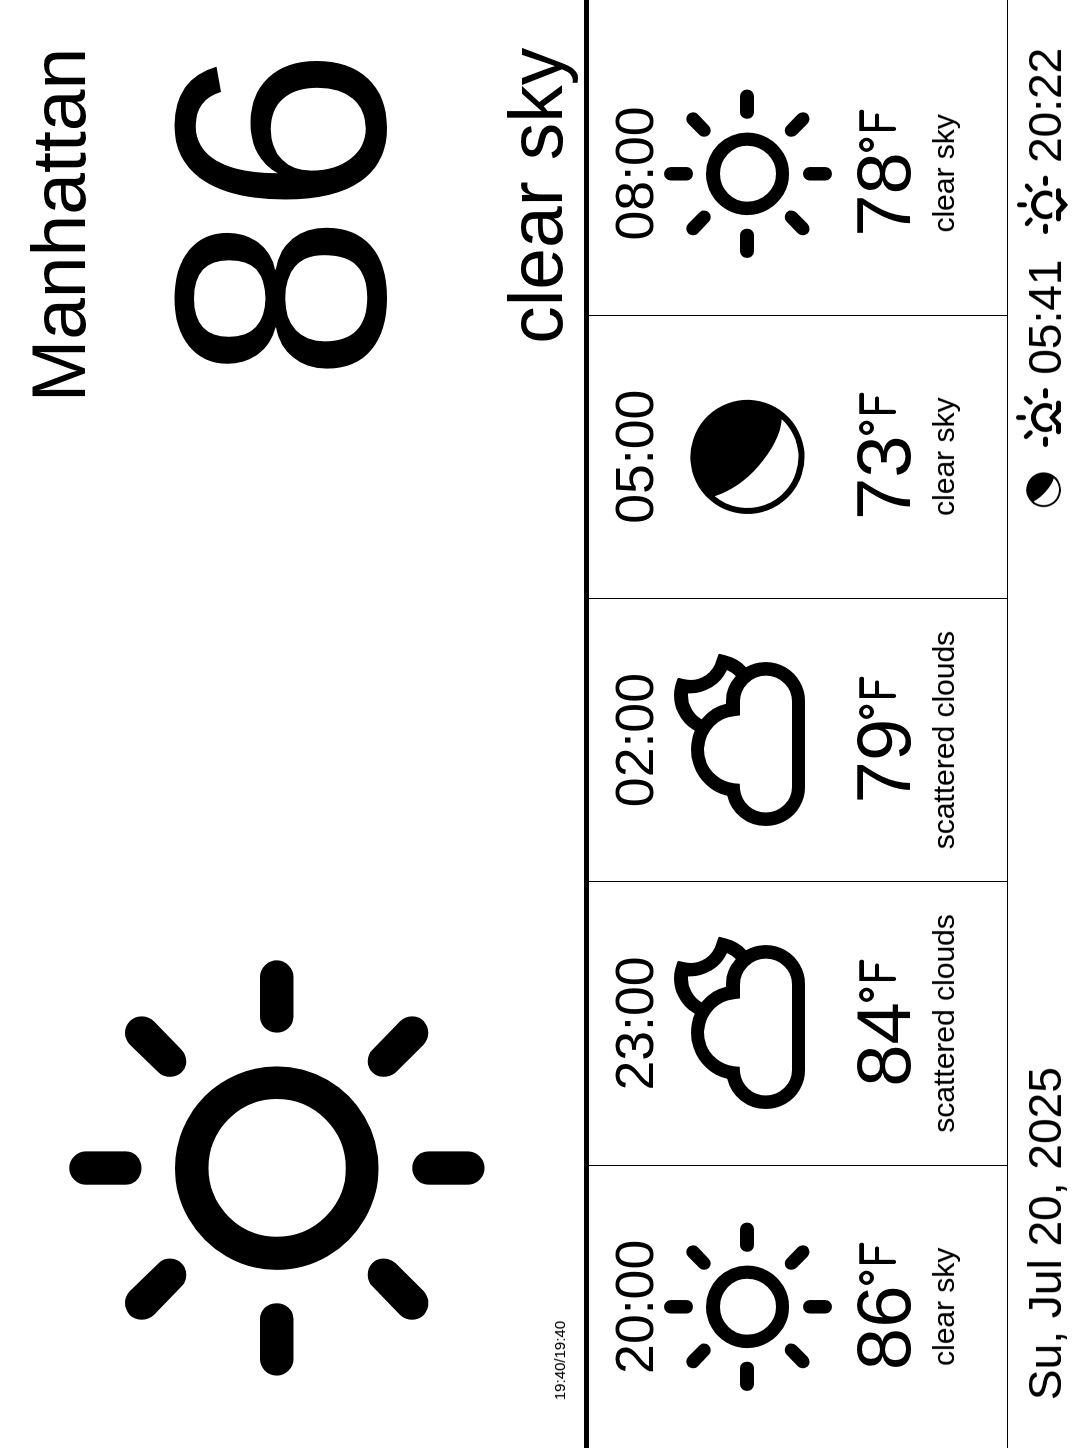 Manhattan
86
clear sky
19:40/19:40
20:00
86°F
clear sky
23:00
84°F
scattered clouds
02:00
79°F
scattered clouds
05:00
73°F
clear sky
08:00
78°F
clear sky
Su, Jul 20, 2025
05:41 20:22